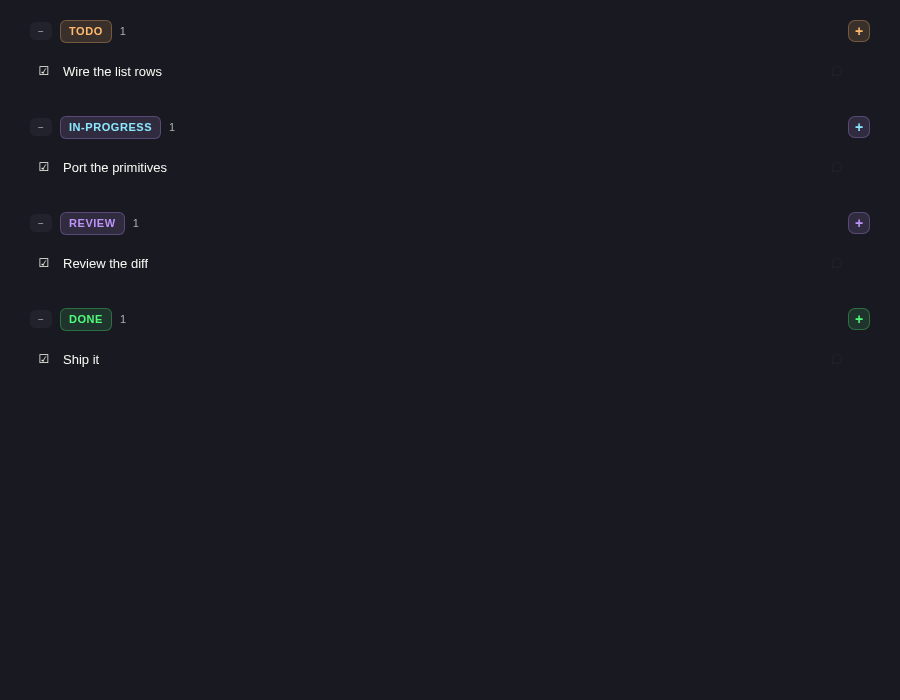 − TODO 1 +
☑ Wire the list rows
− IN-PROGRESS 1 +
☑ Port the primitives
− REVIEW 1 +
☑ Review the diff
− DONE 1 +
☑ Ship it